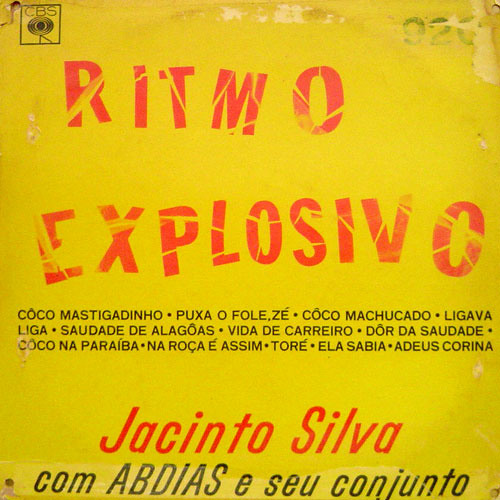 CBS
RITMO
EXPLOSIVO
CÔCO MASTIGADINHO • PUXA O FOLE, ZÉ • CÔCO MACHUCADO • LIGAVA
LIGA • SAUDADE DE ALAGÔAS • VIDA DE CARREIRO • DÔR DA SAUDADE •
CÔCO NA PARAÍBA • NA ROÇA É ASSIM • TORÉ • ELA SABIA • ADEUS CORINA
Jacinto Silva
com ABDIAS e seu conjunto